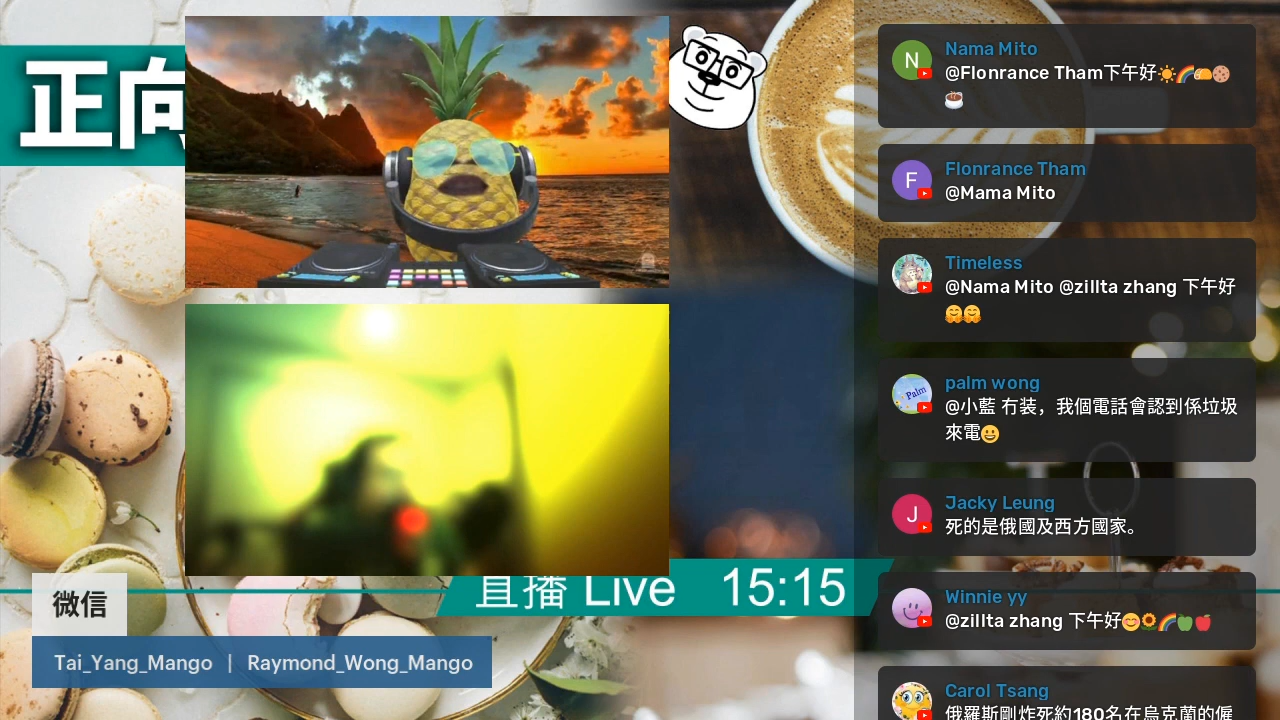 正向
Nama Mito
@Flonrance Tham下午好☀️🌈🌮🍪
☕
Flonrance Tham
@Mama Mito
Timeless
@Nama Mito @zillta zhang 下午好
🤗🤗
palm wong
@小藍 冇装，我個電話會認到係垃圾
來電😀
Jacky Leung
死的是俄國及西方國家。
Winnie yy
@zillta zhang 下午好😊🌻🌈🍏🍎
Carol Tsang
俄羅斯剛炸死約180名在烏克蘭的僱
直播 Live 15:15
微信
Tai_Yang_Mango | Raymond_Wong_Mango
N
F
Palm
J